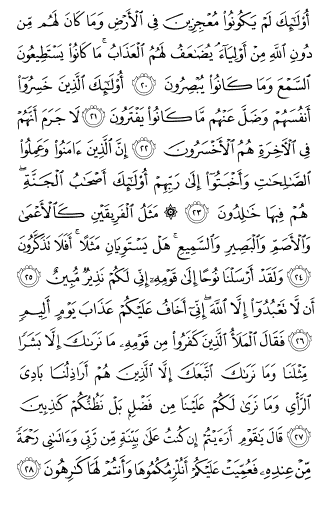 أُو۟لَـٰٓئِكَ لَمْ يَكُونُوا۟ مُعْجِزِينَ فِى ٱلْأَرْضِ وَمَا كَانَ لَهُم مِّن
دُونِ ٱللَّهِ مِنْ أَوْلِيَآءَ ۘ يُضَـٰعَفُ لَهُمُ ٱلْعَذَابُ ۚ مَا كَانُوا۟ يَسْتَطِيعُونَ
ٱلسَّمْعَ وَمَا كَانُوا۟ يُبْصِرُونَ ٢٠ أُو۟لَـٰٓئِكَ ٱلَّذِينَ خَسِرُوٓا۟
أَنفُسَهُمْ وَضَلَّ عَنْهُم مَّا كَانُوا۟ يَفْتَرُونَ ٢١ لَا جَرَمَ أَنَّهُمْ
فِى ٱلْـَٔاخِرَةِ هُمُ ٱلْأَخْسَرُونَ ٢٢ إِنَّ ٱلَّذِينَ ءَامَنُوا۟ وَعَمِلُوا۟
ٱلصَّـٰلِحَـٰتِ وَأَخْبَتُوٓا۟ إِلَىٰ رَبِّهِمْ أُو۟لَـٰٓئِكَ أَصْحَـٰبُ ٱلْجَنَّةِ ۖ
هُمْ فِيهَا خَـٰلِدُونَ ٢٣ ۞ مَثَلُ ٱلْفَرِيقَيْنِ كَٱلْأَعْمَىٰ
وَٱلْأَصَمِّ وَٱلْبَصِيرِ وَٱلسَّمِيعِ ۚ هَلْ يَسْتَوِيَانِ مَثَلًا ۚ أَفَلَا تَذَكَّرُونَ
٢٤ وَلَقَدْ أَرْسَلْنَا نُوحًا إِلَىٰ قَوْمِهِۦٓ إِنِّى لَكُمْ نَذِيرٌ مُّبِينٌ ٢٥
أَن لَّا تَعْبُدُوٓا۟ إِلَّا ٱللَّهَ ۖ إِنِّىٓ أَخَافُ عَلَيْكُمْ عَذَابَ يَوْمٍ أَلِيمٍ
٢٦ فَقَالَ ٱلْمَلَأُ ٱلَّذِينَ كَفَرُوا۟ مِن قَوْمِهِۦ مَا نَرَىٰكَ إِلَّا بَشَرًا
مِّثْلَنَا وَمَا نَرَىٰكَ ٱتَّبَعَكَ إِلَّا ٱلَّذِينَ هُمْ أَرَاذِلُنَا بَادِىَ
ٱلرَّأْىِ وَمَا نَرَىٰ لَكُمْ عَلَيْنَا مِن فَضْلٍۭ بَلْ نَظُنُّكُمْ كَـٰذِبِينَ
٢٧ قَالَ يَـٰقَوْمِ أَرَءَيْتُمْ إِن كُنتُ عَلَىٰ بَيِّنَةٍ مِّن رَّبِّى وَءَاتَىٰنِى رَحْمَةً
مِّنْ عِندِهِۦ فَعُمِّيَتْ عَلَيْكُمْ أَنُلْزِمُكُمُوهَا وَأَنتُمْ لَهَا كَـٰرِهُونَ ٢٨